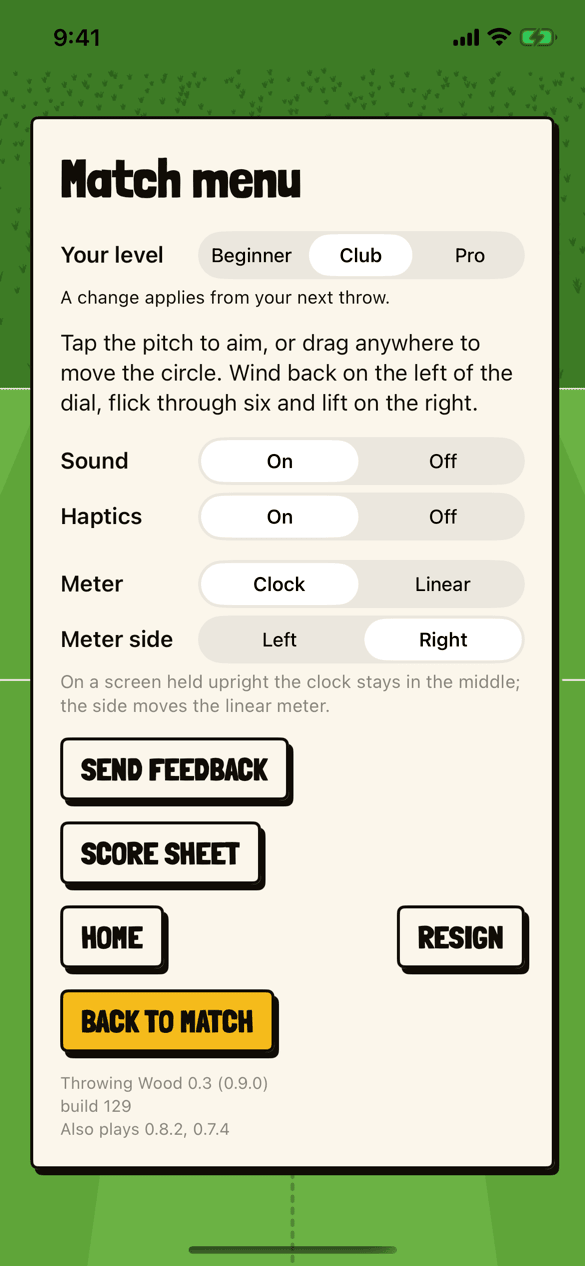 9:41
Match menu
Your level Beginner Club Pro
A change applies from your next throw.
Tap the pitch to aim, or drag anywhere to
move the circle. Wind back on the left of the
dial, flick through six and lift on the right.
Sound On Off
Haptics On Off
Meter Clock Linear
Meter side Left Right
On a screen held upright the clock stays in the middle;
the side moves the linear meter.
SEND FEEDBACK
SCORE SHEET
HOME RESIGN
BACK TO MATCH
Throwing Wood 0.3 (0.9.0)
build 129
Also plays 0.8.2, 0.7.4